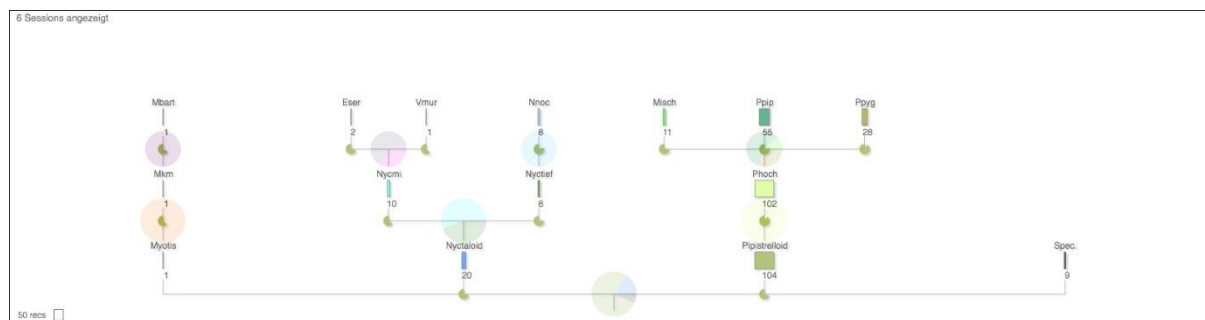 6 Sessions angezeigt
Mbart Eser Vmur Nnoc Misch Ppip Ppyg
1 2 1 8 11 55 28
Mkm Nycmi Nyctief Phoch
1 10 8 102
Myotis Nyctaloid Pipistrelloid Spec.
1 20 104 9
50 recs